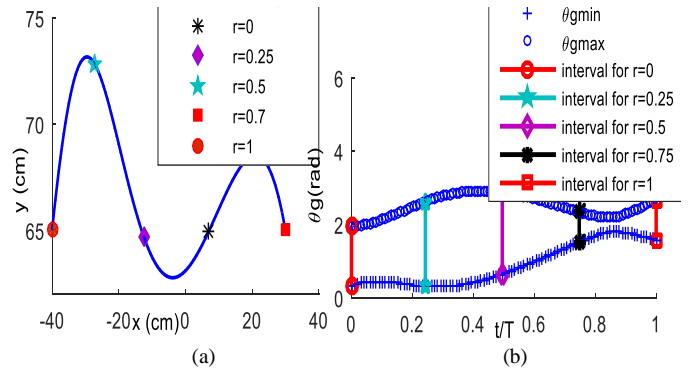 75
70
65
y (cm)
-40
-20
x (cm)
0
20
40
r=0
r=0.25
r=0.5
r=0.7
r=1
(a)
6
4
2
0
θg(rad)
0
0.2
0.4
t/T
0.6
0.8
1
θgmin
θgmax
interval for r=0
interval for r=0.25
interval for r=0.5
interval for r=0.75
interval for r=1
(b)